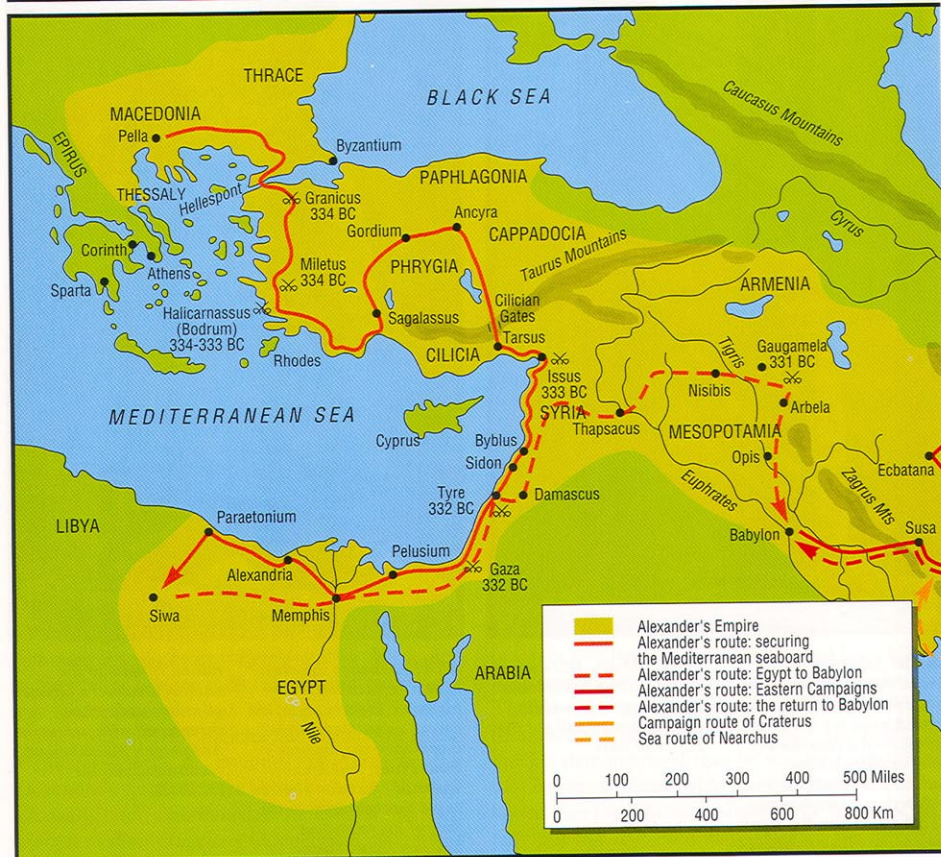 THRACE
BLACK SEA
Caucasus Mountains
MACEDONIA
Pella
EPIRUS
Byzantium
THESSALY
Hellespont
PAPHLAGONIA
Granicus
334 BC
Ancyra
Gordium
CAPPADOCIA
Cyrus
Corinth
Athens
Sparta
Miletus
334 BC
PHRYGIA
Taurus Mountains
ARMENIA
Halicarnassus
(Bodrum)
334-333 BC
Sagalassus
Cilician
Gates
Tarsus
Rhodes
CILICIA
Issus
333 BC
Tigris
Gaugamela
331 BC
Nisibis
MEDITERRANEAN SEA
SYRIA
Thapsacus
Arbela
Cyprus
Byblus
MESOPOTAMIA
Sidon
Opis
Ecbatana
Tyre
332 BC
Damascus
Euphrates
Zagrus Mts
LIBYA
Paraetonium
Babylon
Susa
Alexandria
Pelusium
Gaza
332 BC
Siwa
Memphis
EGYPT
ARABIA
Nile
Alexander's Empire
Alexander's route: securing
the Mediterranean seaboard
Alexander's route: Egypt to Babylon
Alexander's route: Eastern Campaigns
Alexander's route: the return to Babylon
Campaign route of Craterus
Sea route of Nearchus
0 100 200 300 400 500 Miles
0 200 400 600 800 Km